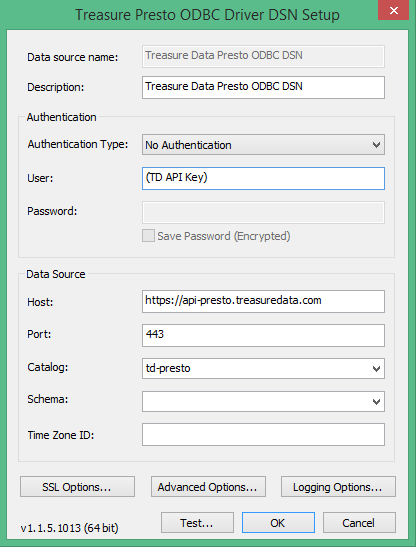 Treasure Presto ODBC Driver DSN Setup
Data source name: Treasure Data Presto ODBC DSN
Description: Treasure Data Presto ODBC DSN
Authentication
Authentication Type: No Authentication
User: (TD API Key)
Password:
Save Password (Encrypted)
Data Source
Host: https://api-presto.treasuredata.com
Port: 443
Catalog: td-presto
Schema:
Time Zone ID:
SSL Options... Advanced Options... Logging Options...
v1.1.5.1013 (64 bit) Test... OK Cancel